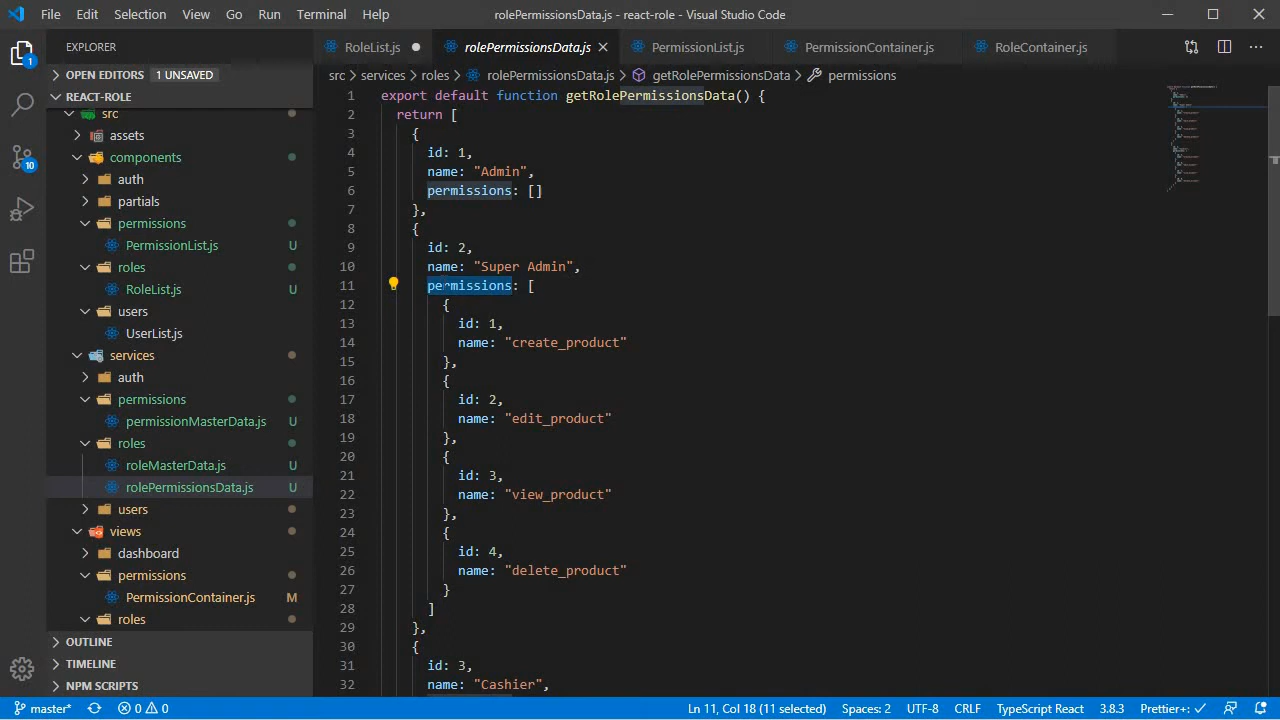 File Edit Selection View Go Run Terminal Help rolePermissionsData.js - react-role - Visual Studio Code
EXPLORER
OPEN EDITORS 1 UNSAVED
REACT-ROLE
src
assets
components
auth
partials
permissions
PermissionList.js U
roles
RoleList.js U
users
UserList.js
services
auth
permissions
permissionMasterData.js U
roles
roleMasterData.js U
rolePermissionsData.js U
users
views
dashboard
permissions
PermissionContainer.js M
roles
OUTLINE
TIMELINE
NPM SCRIPTS
1
10
RoleList.js rolePermissionsData.js PermissionList.js PermissionContainer.js RoleContainer.js
src > services > roles > rolePermissionsData.js > getRolePermissionsData > permissions
1 export default function getRolePermissionsData() {
2 return [
3 {
4 id: 1,
5 name: "Admin",
6 permissions: []
7 },
8 {
9 id: 2,
10 name: "Super Admin",
11 permissions: [
12 {
13 id: 1,
14 name: "create_product"
15 },
16 {
17 id: 2,
18 name: "edit_product"
19 },
20 {
21 id: 3,
22 name: "view_product"
23 },
24 {
25 id: 4,
26 name: "delete_product"
27 }
28 ]
29 },
30 {
31 id: 3,
32 name: "Cashier",
master* 0 0 Ln 11, Col 18 (11 selected) Spaces: 2 UTF-8 CRLF TypeScript React 3.8.3 Prettier+: ✓